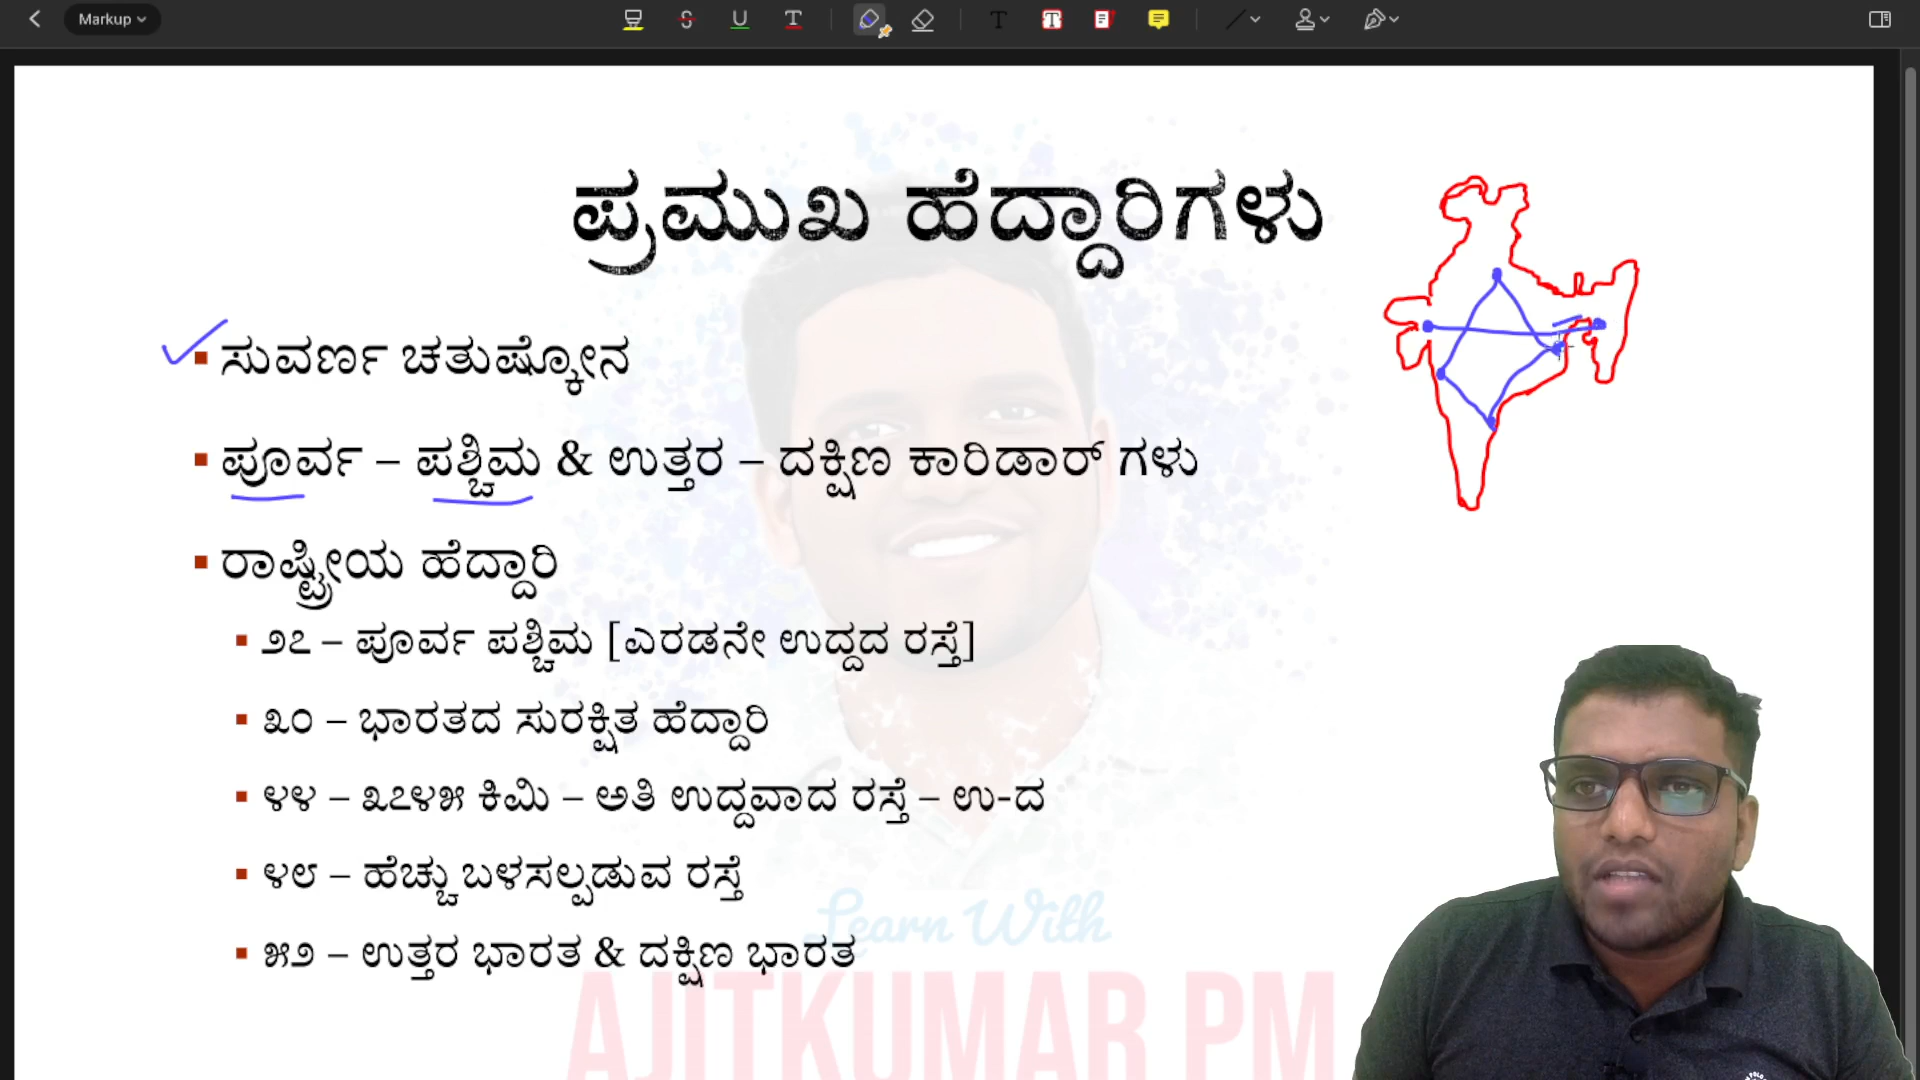 Markup
ಪ್ರಮುಖ ಹೆದ್ದಾರಿಗಳು
ಸುವರ್ಣ ಚತುಷ್ಕೋನ
ಪೂರ್ವ – ಪಶ್ಚಿಮ & ಉತ್ತರ – ದಕ್ಷಿಣ ಕಾರಿಡಾರ್ ಗಳು
ರಾಷ್ಟ್ರೀಯ ಹೆದ್ದಾರಿ
೨೭ – ಪೂರ್ವ ಪಶ್ಚಿಮ [ಎರಡನೇ ಉದ್ದದ ರಸ್ತೆ]
೩೦ – ಭಾರತದ ಸುರಕ್ಷಿತ ಹೆದ್ದಾರಿ
೪೪ – ೩೭೪೫ ಕಿಮಿ – ಅತಿ ಉದ್ದವಾದ ರಸ್ತೆ – ಉ-ದ
೪೮ – ಹೆಚ್ಚು ಬಳಸಲ್ಪಡುವ ರಸ್ತೆ
೫೨ – ಉತ್ತರ ಭಾರತ & ದಕ್ಷಿಣ ಭಾರತ
Learn With
AJITKUMAR PM